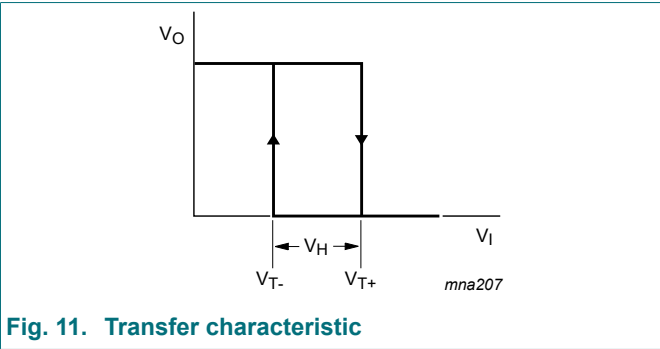 VO
VI
VH
VT-
VT+
mna207
Fig. 11. Transfer characteristic